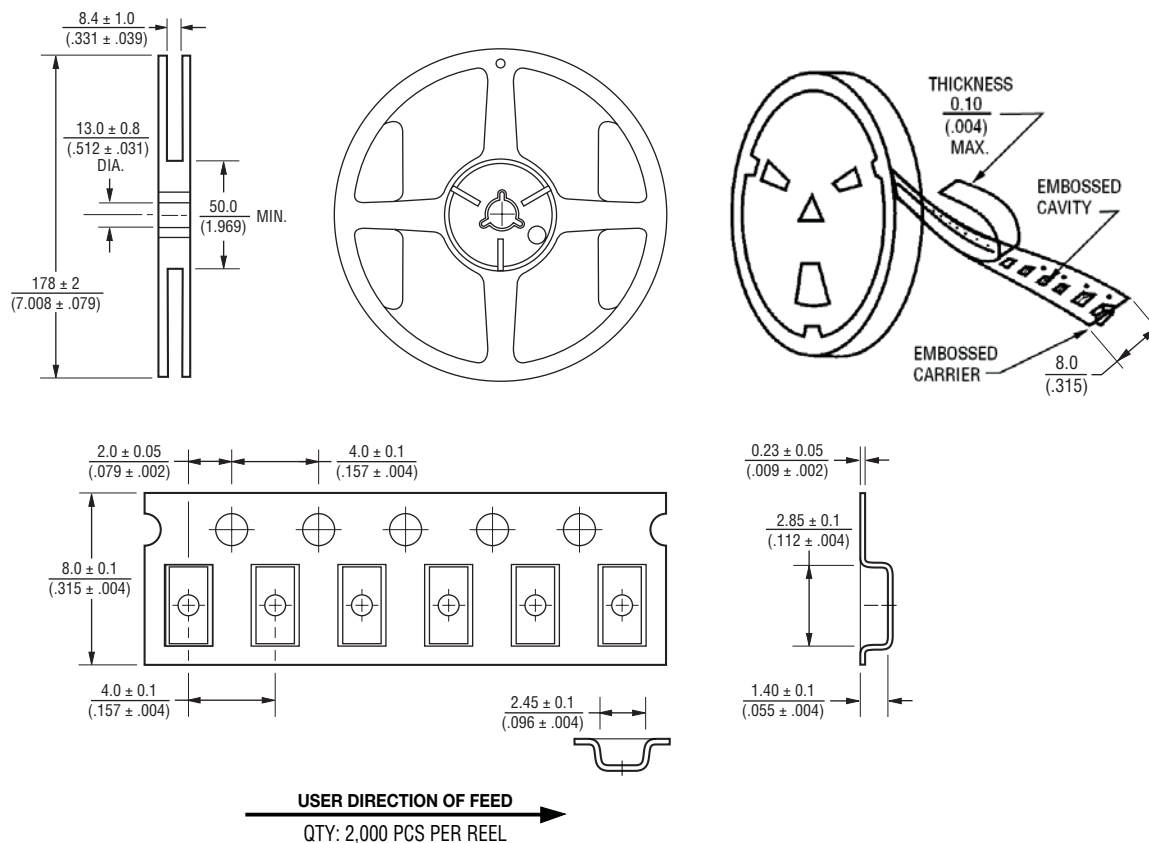 8.4 ± 1.0
(.331 ± .039)
13.0 ± 0.8
(.512 ± .031)
DIA.
50.0
(1.969)
MIN.
178 ± 2
(7.008 ± .079)
THICKNESS
0.10
(.004)
MAX.
EMBOSSED
CAVITY
EMBOSSED
CARRIER
8.0
(.315)
2.0 ± 0.05
(.079 ± .002)
4.0 ± 0.1
(.157 ± .004)
8.0 ± 0.1
(.315 ± .004)
4.0 ± 0.1
(.157 ± .004)
2.45 ± 0.1
(.096 ± .004)
0.23 ± 0.05
(.009 ± .002)
2.85 ± 0.1
(.112 ± .004)
1.40 ± 0.1
(.055 ± .004)
USER DIRECTION OF FEED
QTY: 2,000 PCS PER REEL